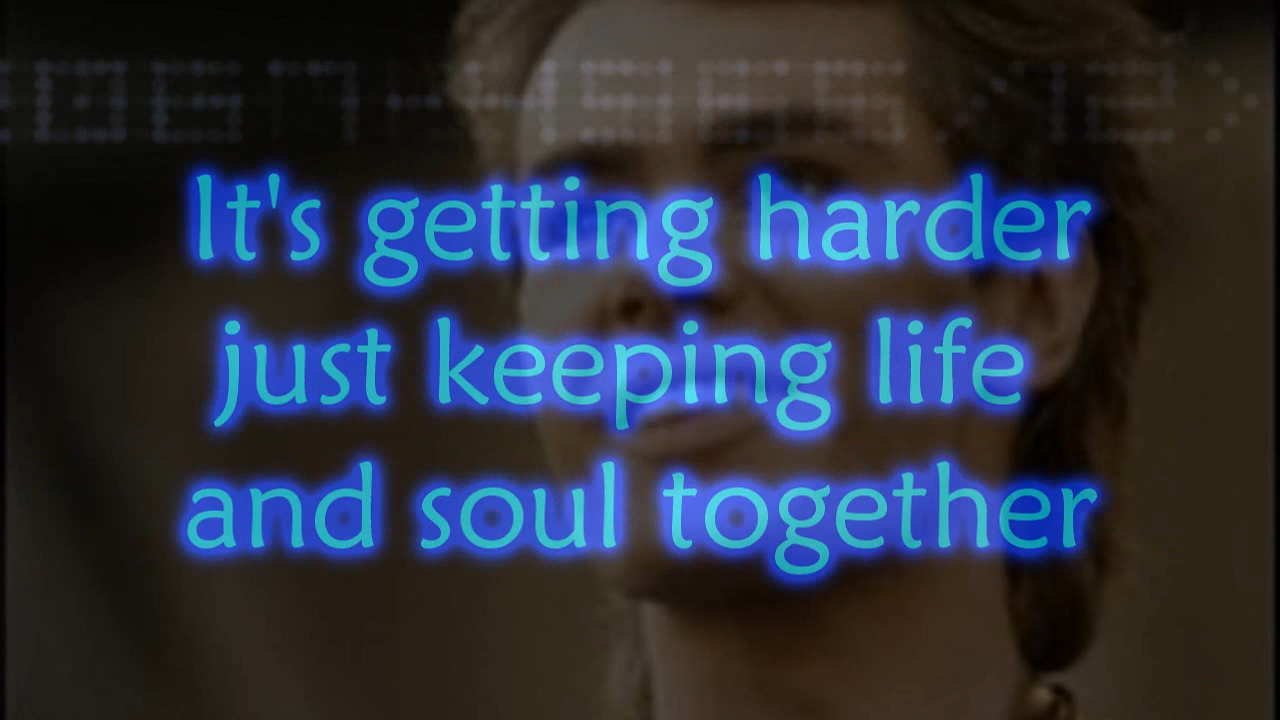 It's getting harder
just keeping life
and soul together